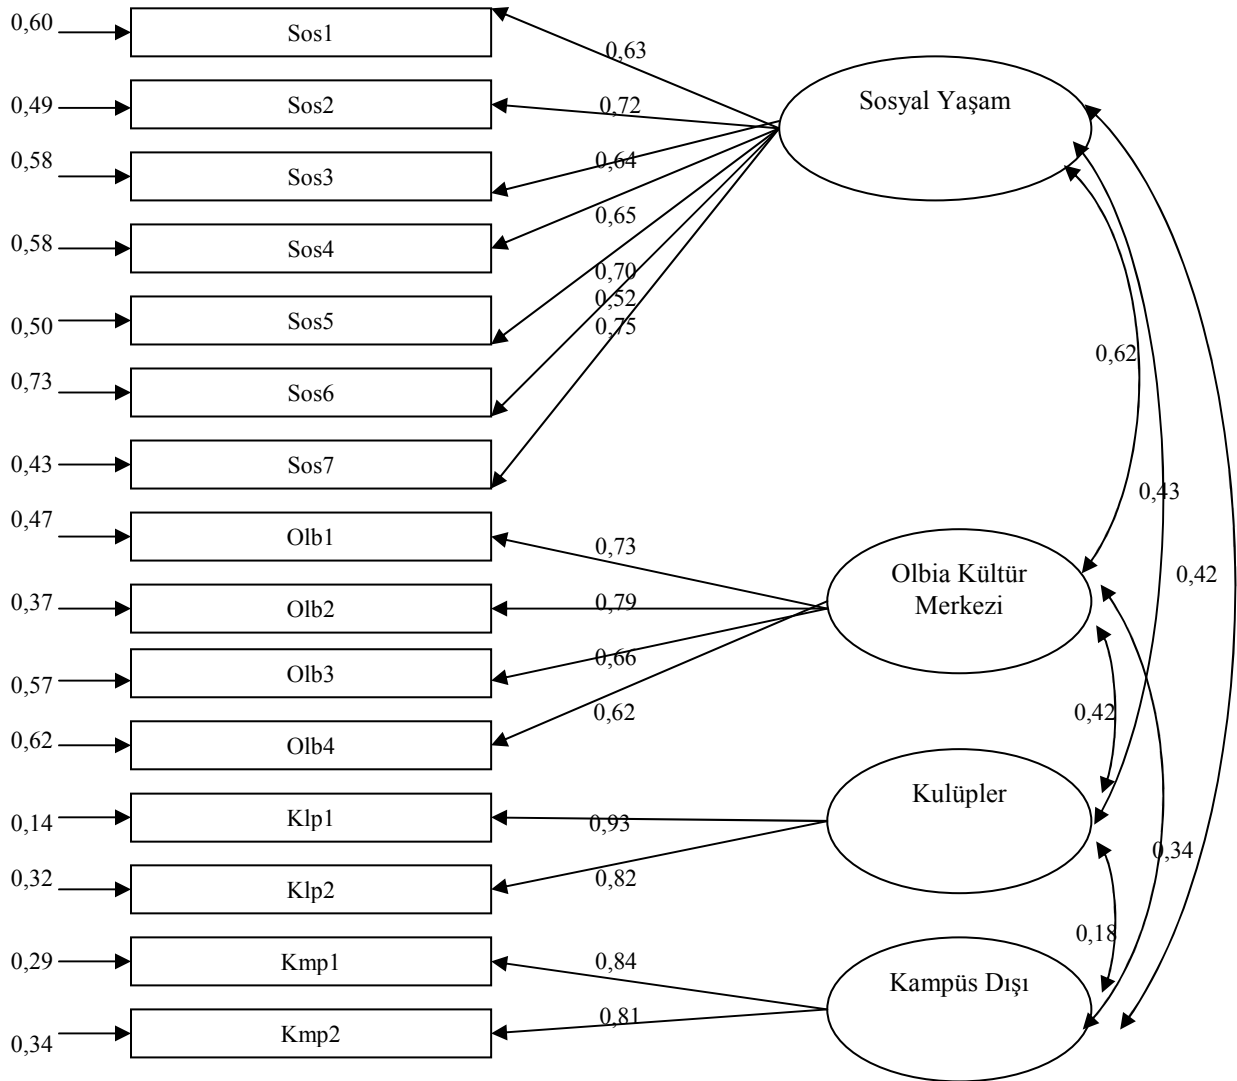 0,60
Sos1
0,63
0,49
Sos2
0,72
Sosyal Yaşam
0,58
Sos3
0,64
0,58
Sos4
0,65
0,70
0,52
0,50
Sos5
0,75
0,62
0,73
Sos6
0,43
Sos7
0,43
0,47
Olb1
0,73
Olbia Kültür
Merkezi
0,42
0,37
Olb2
0,79
0,57
Olb3
0,66
0,62
Olb4
0,62
0,42
0,14
Klp1
0,93
Kulüpler
0,34
0,32
Klp2
0,82
0,18
0,29
Kmp1
0,84
Kampüs Dışı
0,34
Kmp2
0,81